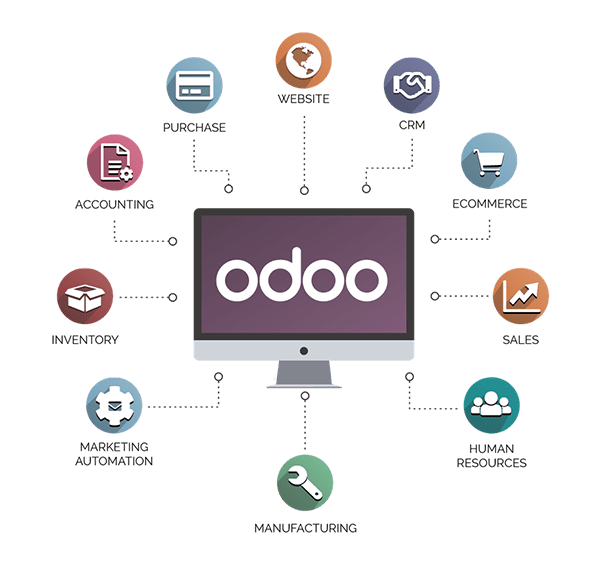 WEBSITE
PURCHASE
CRM
ACCOUNTING
ECOMMERCE
odoo
INVENTORY
SALES
MARKETING
AUTOMATION
HUMAN
RESOURCES
MANUFACTURING